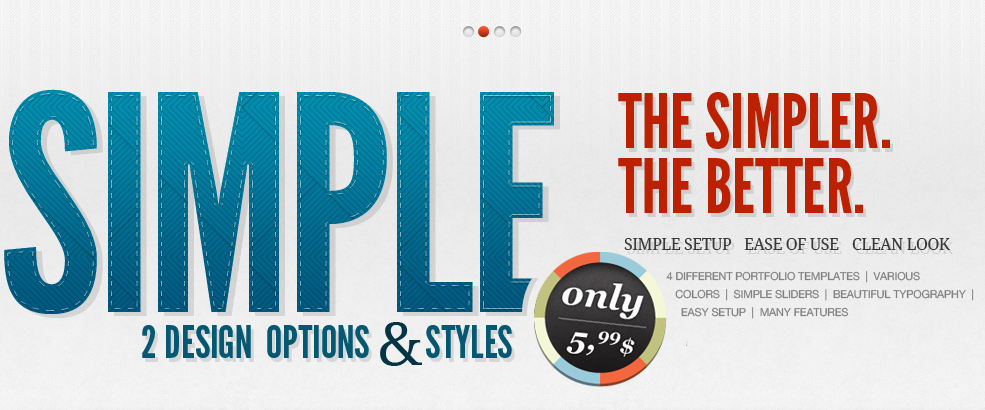 SIMPLE
2 DESIGN OPTIONS & STYLES
THE SIMPLER.
THE BETTER.
SIMPLE SETUP EASE OF USE CLEAN LOOK
4 DIFFERENT PORTFOLIO TEMPLATES | VARIOUS
COLORS | SIMPLE SLIDERS | BEAUTIFUL TYPOGRAPHY |
EASY SETUP | MANY FEATURES
only
5,99$